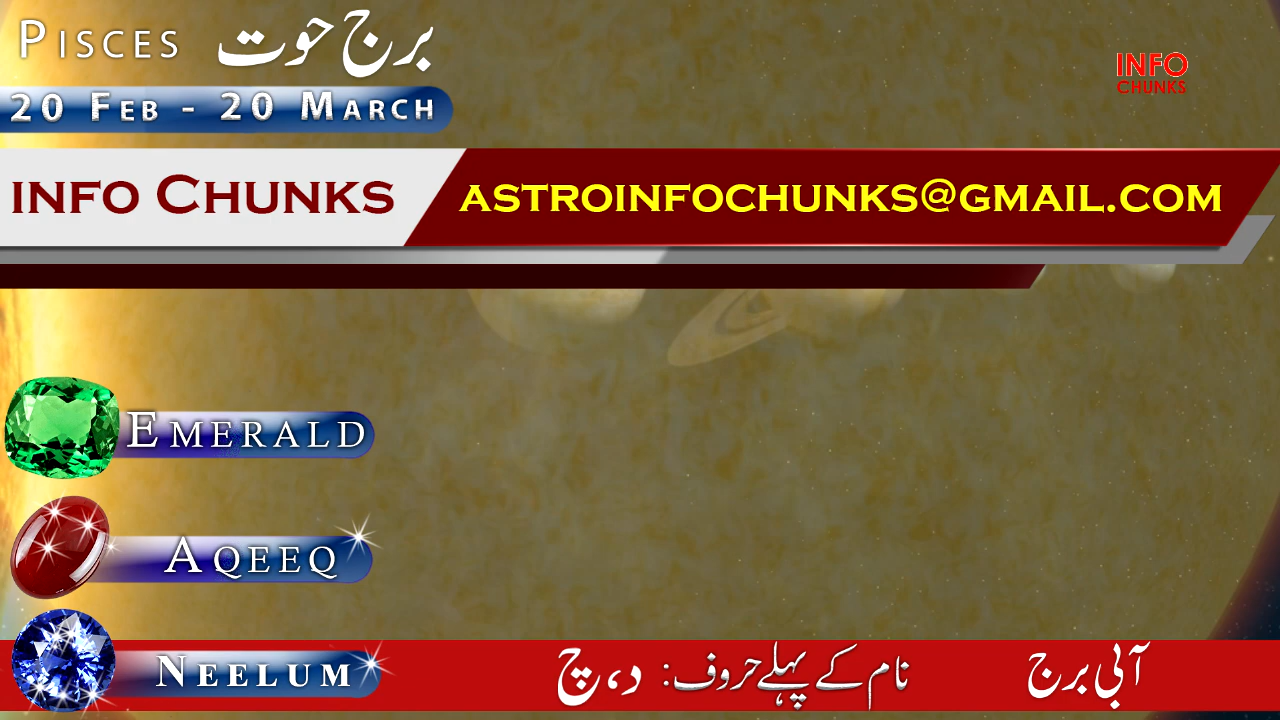 PISCES برج حوت
20 FEB - 20 MARCH
INFO
CHUNKS
INFO CHUNKS
ASTROINFOCHUNKS@GMAIL.COM
EMERALD
AQEEQ
NEELUM
آبی برج
نام کے پہلے حروف: د، چ